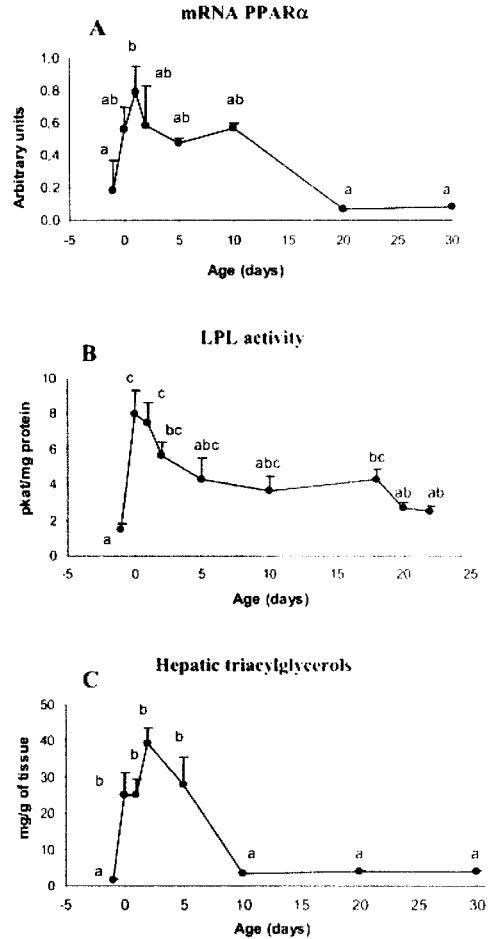 mRNA PPARα
A
b
ab
ab
ab
ab
a
a
a
1.0
0.8
0.6
0.4
0.2
0.0
Arbitrary units
-5 0 5 10 15 20 25 30
Age (days)
LPL activity
B
c
c
bc
abc
abc
bc
ab ab
a
10
8
6
4
2
0
pkat/mg protein
-5 0 5 10 15 20 25
Age (days)
Hepatic triacylglycerols
C
b
b
b
b
a
a
a
a
50
40
30
20
10
0
mg/g of tissue
-5 0 5 10 15 20 25 30
Age (days)